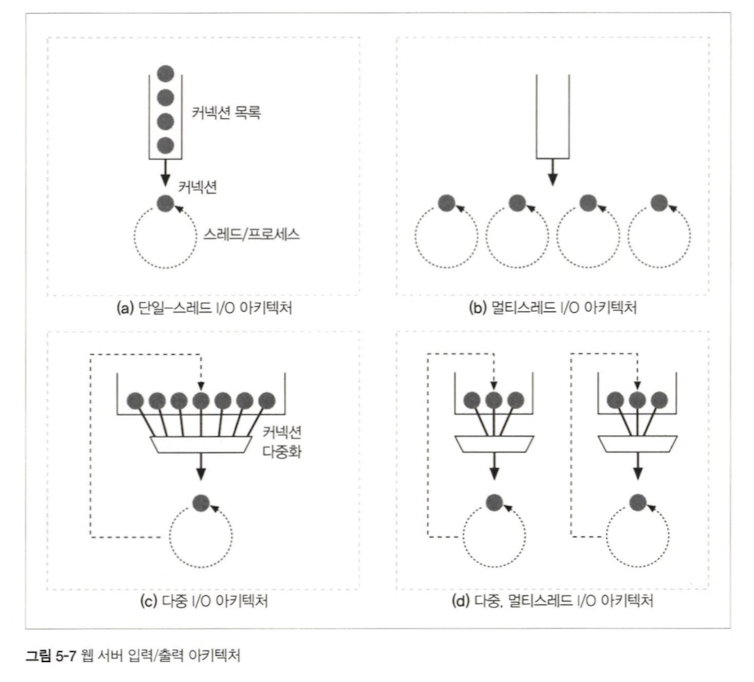 커넥션 목록
커넥션
스레드/프로세스
(a) 단일-스레드 I/O 아키텍처
(b) 멀티스레드 I/O 아키텍처
커넥션
다중화
(c) 다중 I/O 아키텍처
(d) 다중, 멀티스레드 I/O 아키텍처
그림 5-7 웹 서버 입력/출력 아키텍처